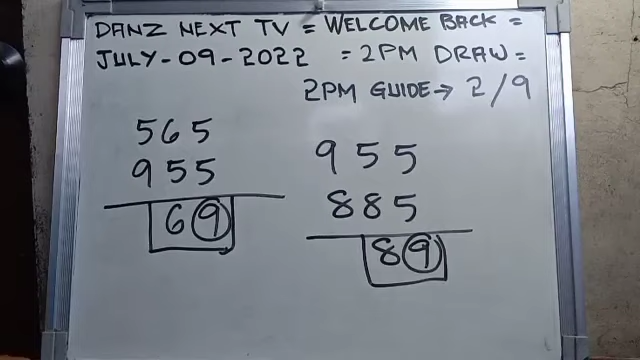 DANZ NEXT TV = WELCOME BACK =
JULY-09-2022 = 2PM DRAW =
2PM GUIDE → 2/9
565
955
69
955
885
89